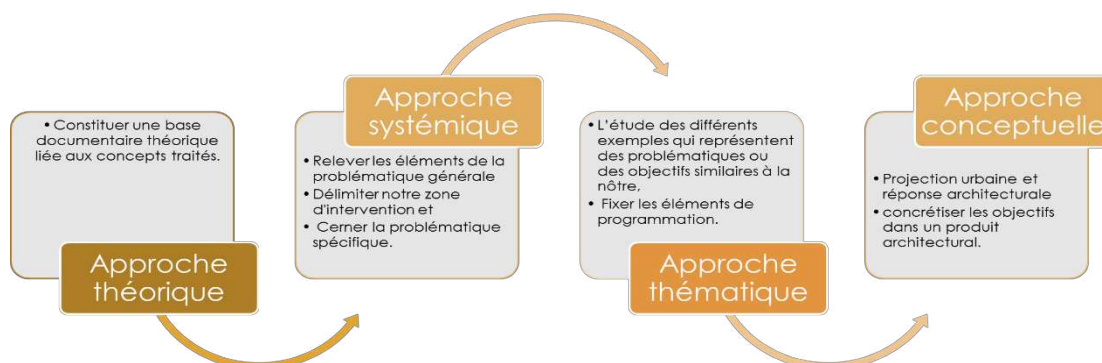 • Constituer une base
documentaire théorique
liée aux concepts traités.
Approche
théorique
Approche
systémique
• Relever les éléments de la
problématique générale
• Délimiter notre zone
d'intervention et
• Cerner la problématique
spécifique.
• L'étude des différents
exemples qui représentent
des problématiques ou
des objectifs similaires à la
nôtre,
• Fixer les éléments de
programmation.
Approche
thématique
Approche
conceptuelle
• Projection urbaine et
réponse architecturale
• concrétiser les objectifs
dans un produit
architectural.